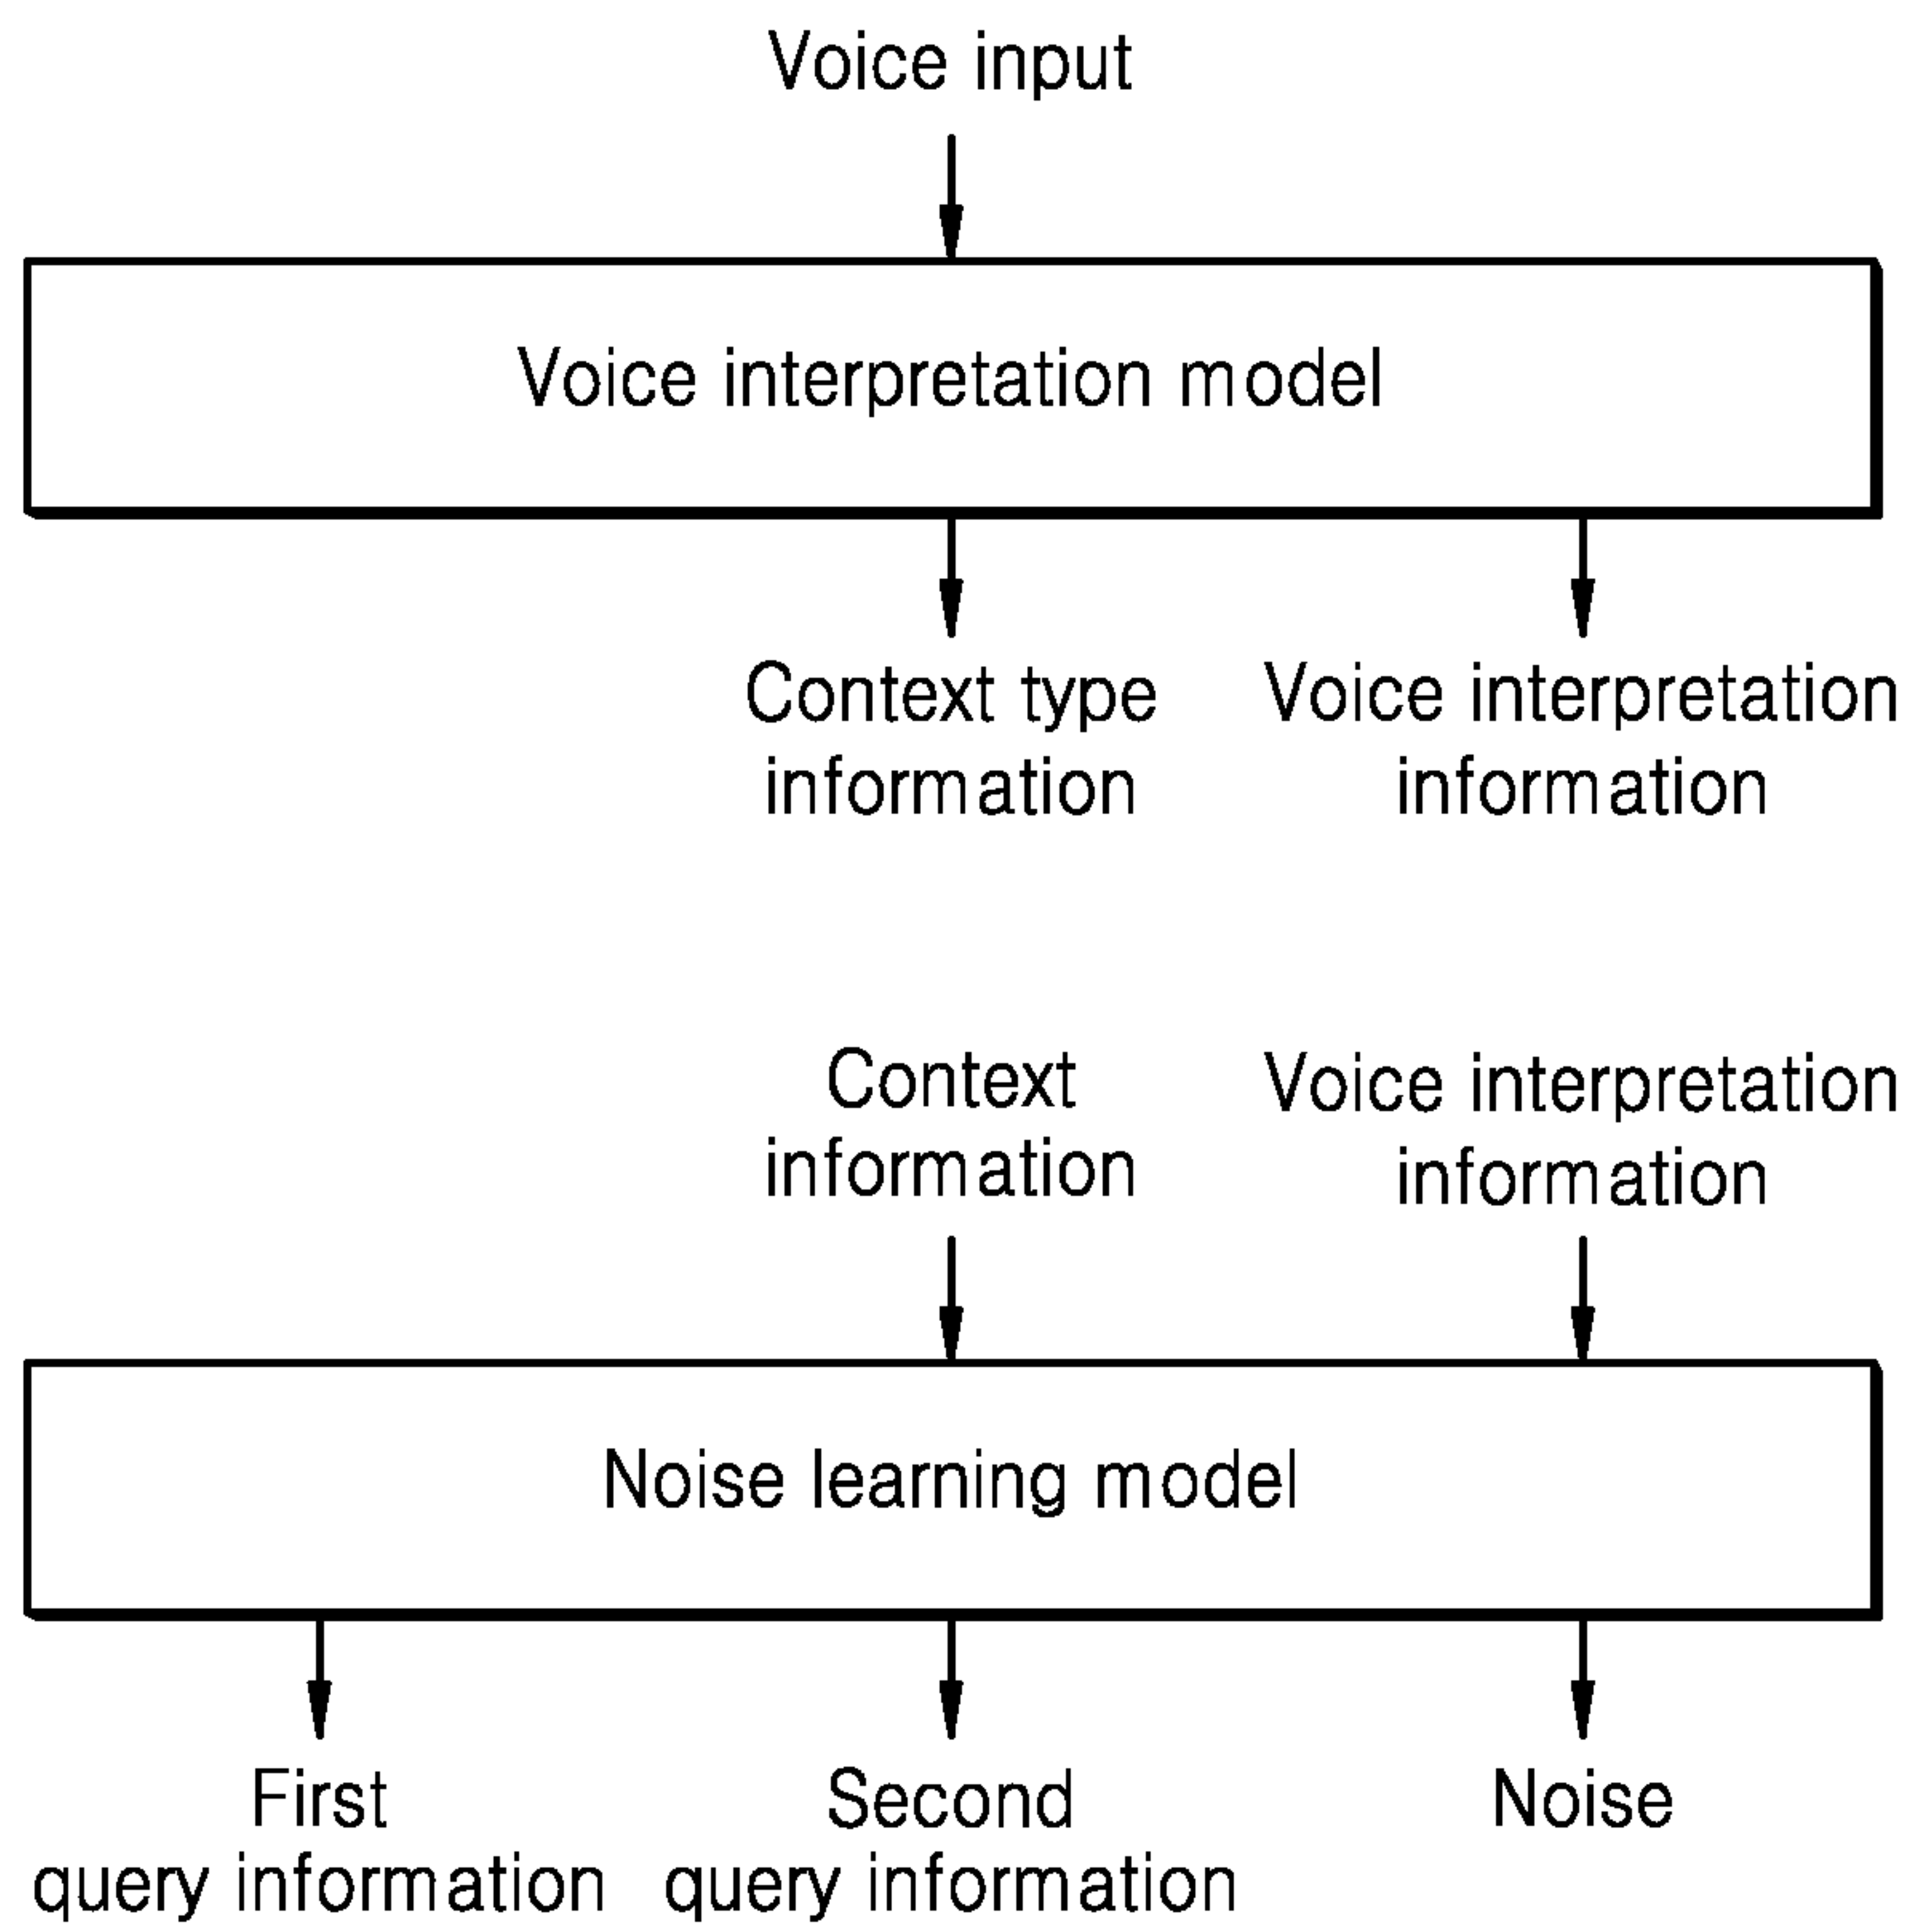 Voice input
Voice interpretation model
Context type
information
Voice interpretation
information
Context
information
Voice interpretation
information
Noise learning model
First
query information
Second
query information
Noise